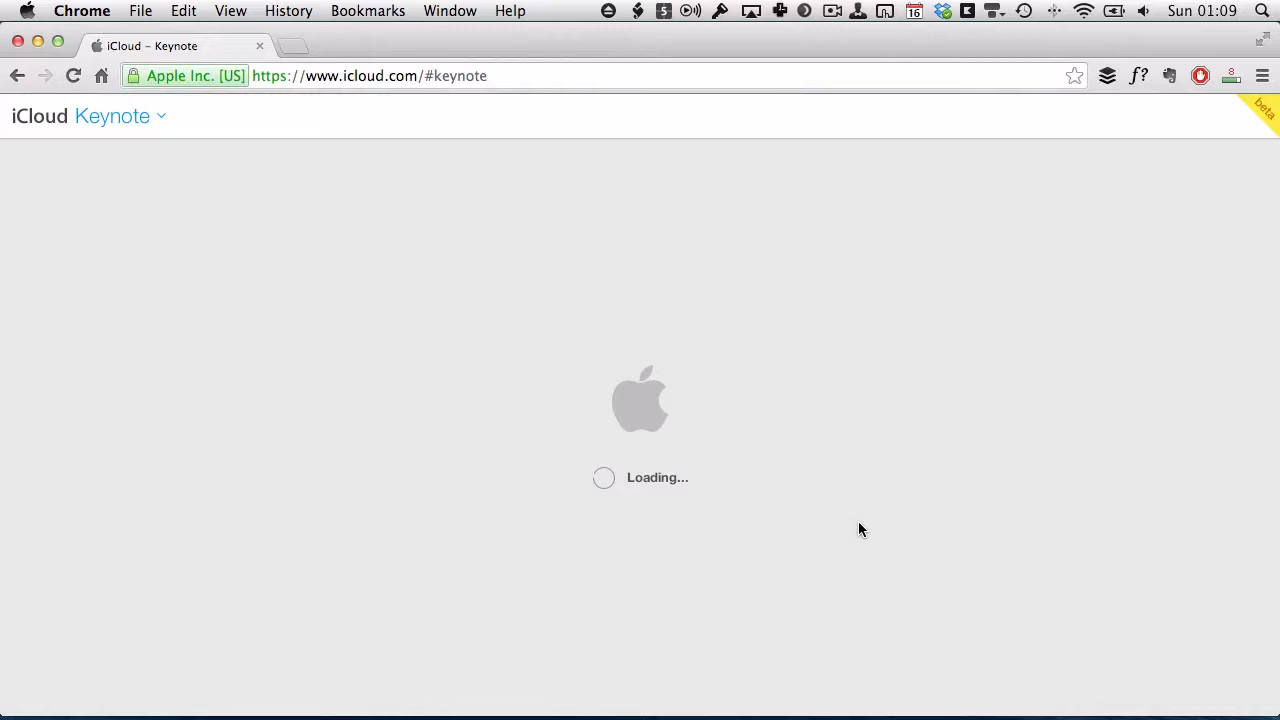 Chrome File Edit View History Bookmarks Window Help 5 16 Sun 01:09
iCloud – Keynote
Apple Inc. [US] https://www.icloud.com/#keynote f?
iCloud Keynote
beta
Loading...